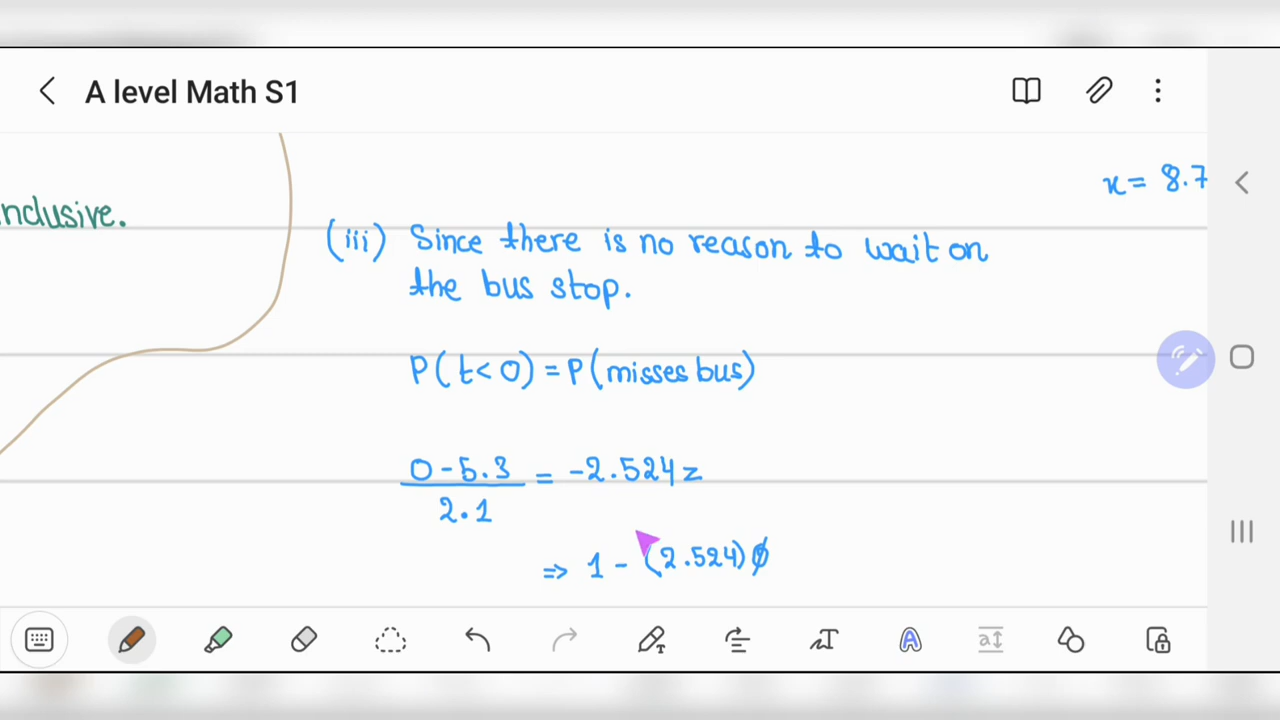 A level Math S1
x = 8.7
nclusive.
(iii) Since there is no reason to wait on
the bus stop.
P( t< 0) = P(misses bus)
0 - 5.3 / 2.1 = -2.524 z
⇒ 1 - (2.524) ϕ